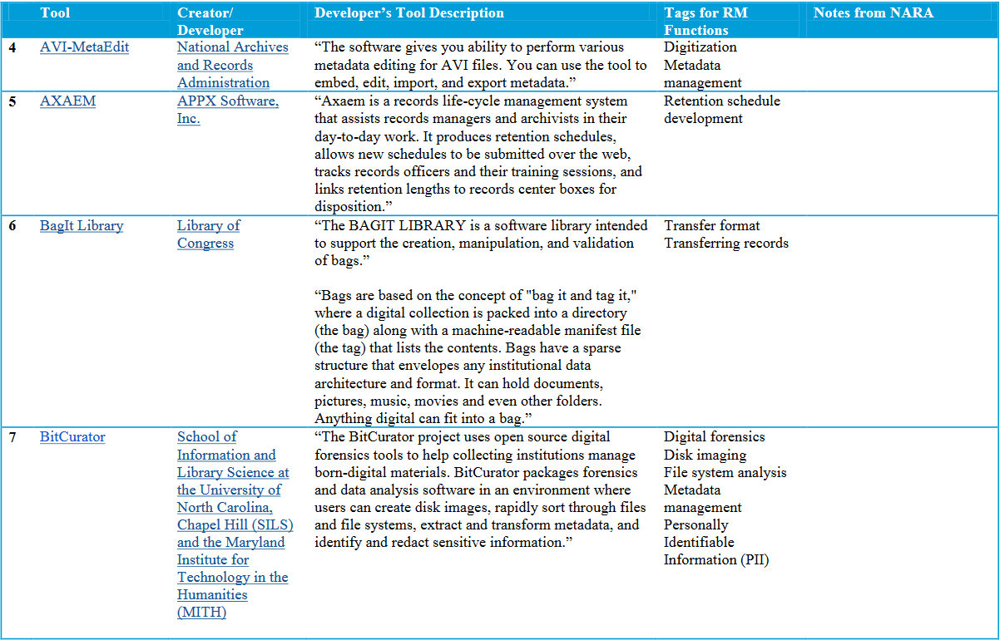 Tool
Creator/
Developer
Developer’s Tool Description
Tags for RM
Functions
Notes from NARA
4
AVI-MetaEdit
National Archives
and Records
Administration
“The software gives you ability to perform various
metadata editing for AVI files. You can use the tool to
embed, edit, import, and export metadata.”
Digitization
Metadata
management
5
AXAEM
APPX Software,
Inc.
“Axaem is a records life-cycle management system
that assists records managers and archivists in their
day-to-day work. It produces retention schedules,
allows new schedules to be submitted over the web,
tracks records officers and their training sessions, and
links retention lengths to records center boxes for
disposition.”
Retention schedule
development
6
BagIt Library
Library of
Congress
“The BAGIT LIBRARY is a software library intended
to support the creation, manipulation, and validation
of bags.”
“Bags are based on the concept of "bag it and tag it,"
where a digital collection is packed into a directory
(the bag) along with a machine-readable manifest file
(the tag) that lists the contents. Bags have a sparse
structure that envelopes any institutional data
architecture and format. It can hold documents,
pictures, music, movies and even other folders.
Anything digital can fit into a bag.”
Transfer format
Transferring records
7
BitCurator
School of
Information and
Library Science at
the University of
North Carolina,
Chapel Hill (SILS)
and the Maryland
Institute for
Technology in the
Humanities
(MITH)
“The BitCurator project uses open source digital
forensics tools to help collecting institutions manage
born-digital materials. BitCurator packages forensics
and data analysis software in an environment where
users can create disk images, rapidly sort through files
and file systems, extract and transform metadata, and
identify and redact sensitive information.”
Digital forensics
Disk imaging
File system analysis
Metadata
management
Personally
Identifiable
Information (PII)